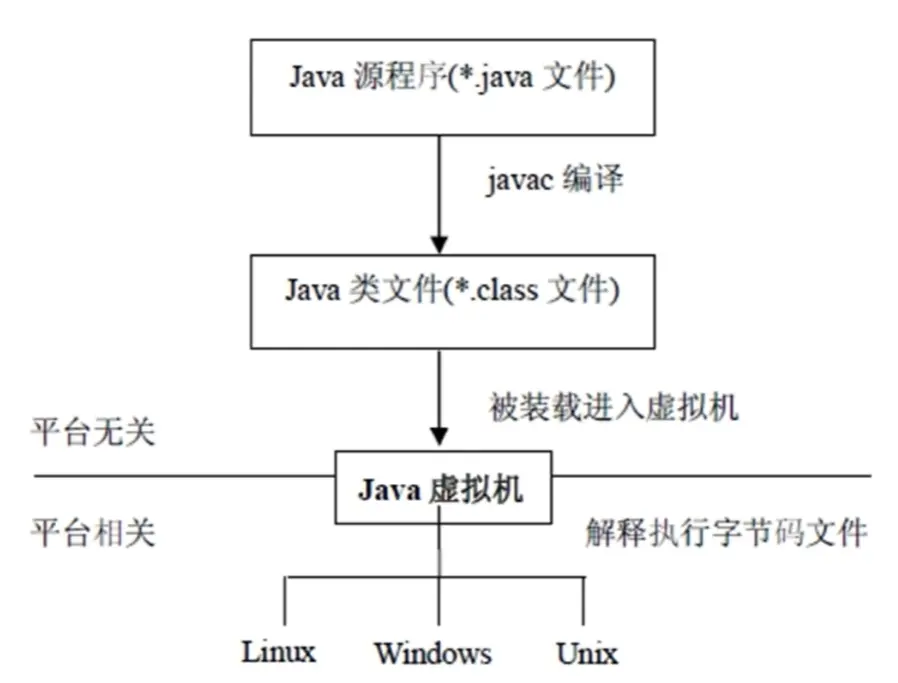 Java 源程序(*.java 文件)
javac 编译
Java 类文件(*.class 文件)
被装载进入虚拟机
平台无关
Java 虚拟机
平台相关
解释执行字节码文件
Linux Windows Unix